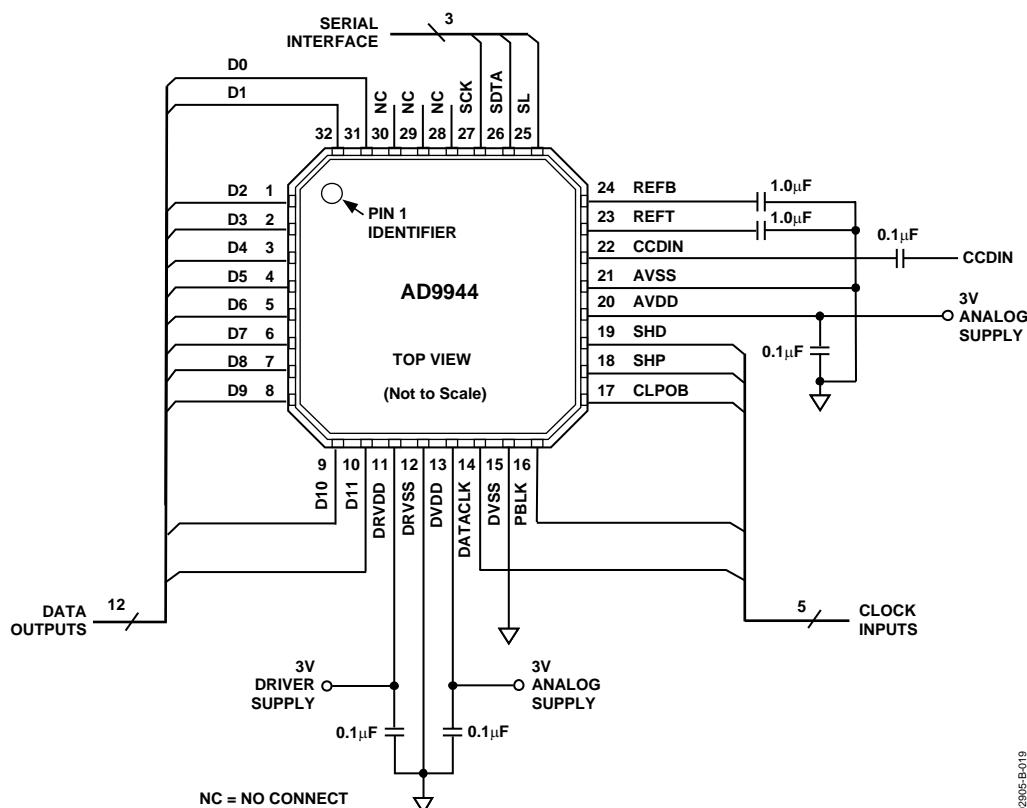 SERIAL
INTERFACE
3
D0
D1
NC
NC
NC
SCK
SDTA
SL
32 31 30 29 28 27 26 25
D2 1
D3 2
D4 3
D5 4
D6 5
D7 6
D8 7
D9 8
PIN 1
IDENTIFIER
AD9944
TOP VIEW
(Not to Scale)
24 REFB
23 REFT
22 CCDIN
21 AVSS
20 AVDD
19 SHD
18 SHP
17 CLPOB
1.0μF
1.0μF
0.1μF
CCDIN
3V
ANALOG
SUPPLY
0.1μF
9 10 11 12 13 14 15 16
D10
D11
DRVDD
DRVSS
DVDD
DATACLK
DVSS
PBLK
DATA
OUTPUTS
12
5
CLOCK
INPUTS
3V
DRIVER
SUPPLY
3V
ANALOG
SUPPLY
0.1μF
0.1μF
NC = NO CONNECT
02905-B-019